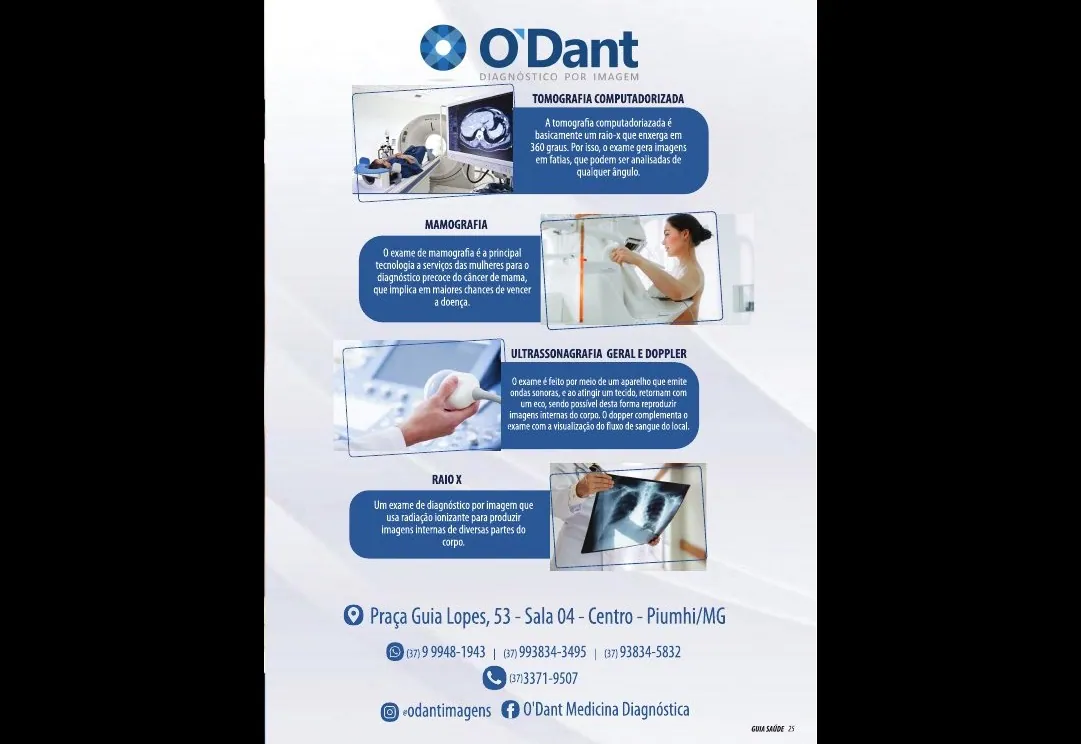 O'Dant
DIAGNÓSTICO POR IMAGEM
TOMOGRAFIA COMPUTADORIZADA
A tomografia computadoriazada é
basicamente um raio-x que enxerga em
360 graus. Por isso, o exame gera imagens
em fatias, que podem ser analisadas de
qualquer ângulo.
MAMOGRAFIA
O exame de mamografia é a principal
tecnologia a serviços das mulheres para o
diagnóstico precoce do câncer de mama,
que implica em maiores chances de vencer
a doença.
ULTRASSONAGRAFIA GERAL E DOPPLER
O exame é feito por meio de um aparelho que emite
ondas sonoras, e ao atingir um tecido, retornam com
um eco, sendo possível desta forma reproduzir
imagens internas do corpo. O dopper complementa o
exame com a visualização do fluxo de sangue do local.
RAIO X
Um exame de diagnóstico por imagem que
usa radiação ionizante para produzir
imagens internas de diversas partes do
corpo.
Praça Guia Lopes, 53 - Sala 04 - Centro - Piumhi/MG
(37) 9 9948-1943 | (37) 993834-3495 | (37) 93834-5832
(37)3371-9507
@odantimagens O'Dant Medicina Diagnóstica
GUIA SAÚDE 25